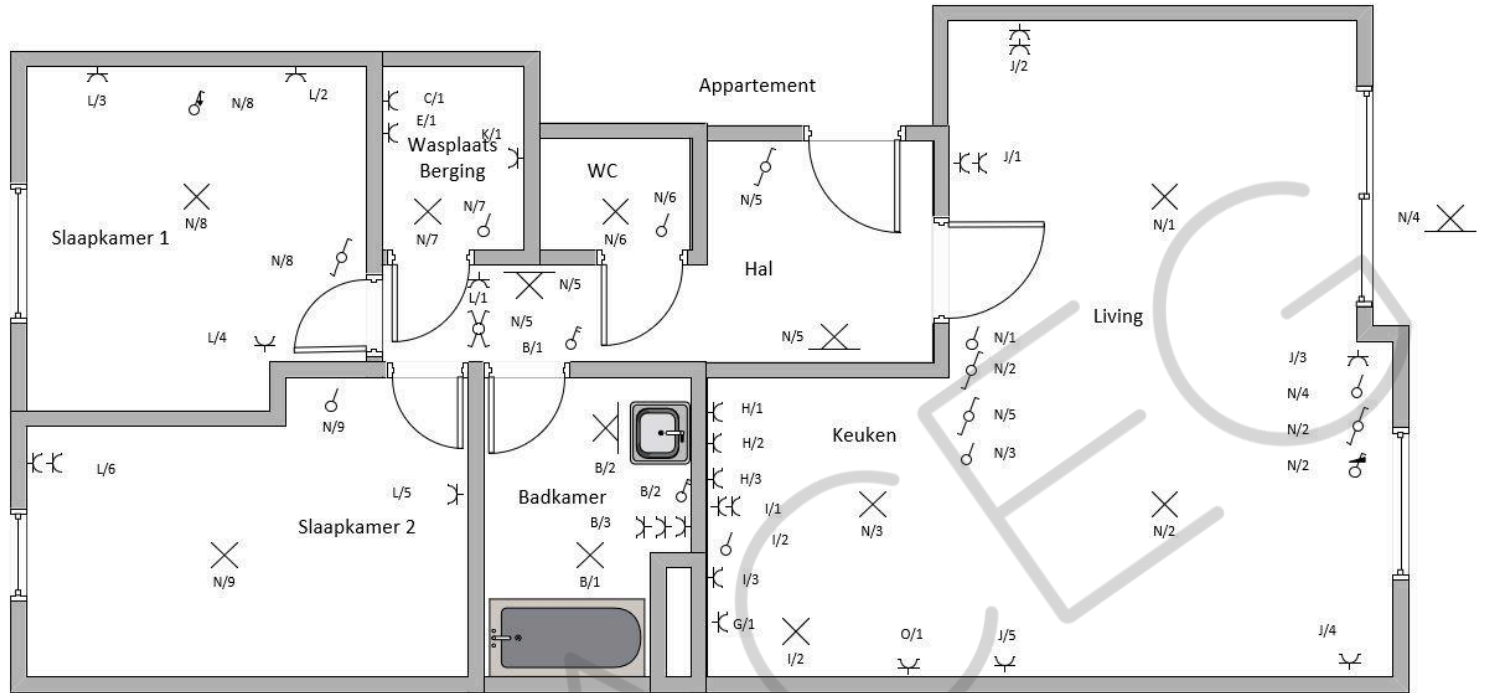 Appartement
J/2
L/3
N/8
L/2
C/1
E/1
K/1
Wasplaats
Berging
WC
N/5
J/1
Slaapkamer 1
N/8
N/7
N/7
N/6
N/6
N/1
N/4
N/8
Hal
L/1
N/5
N/5
B/1
N/5
Living
L/4
N/1
N/2
J/3
N/4
N/9
H/1
Keuken
N/5
N/2
H/2
N/3
N/2
L/6
L/5
B/2
B/2
H/3
Badkamer
Slaapkamer 2
B/3
I/1
I/2
N/3
N/2
N/9
B/1
I/3
G/1
I/2
O/1
J/5
J/4
ACEG